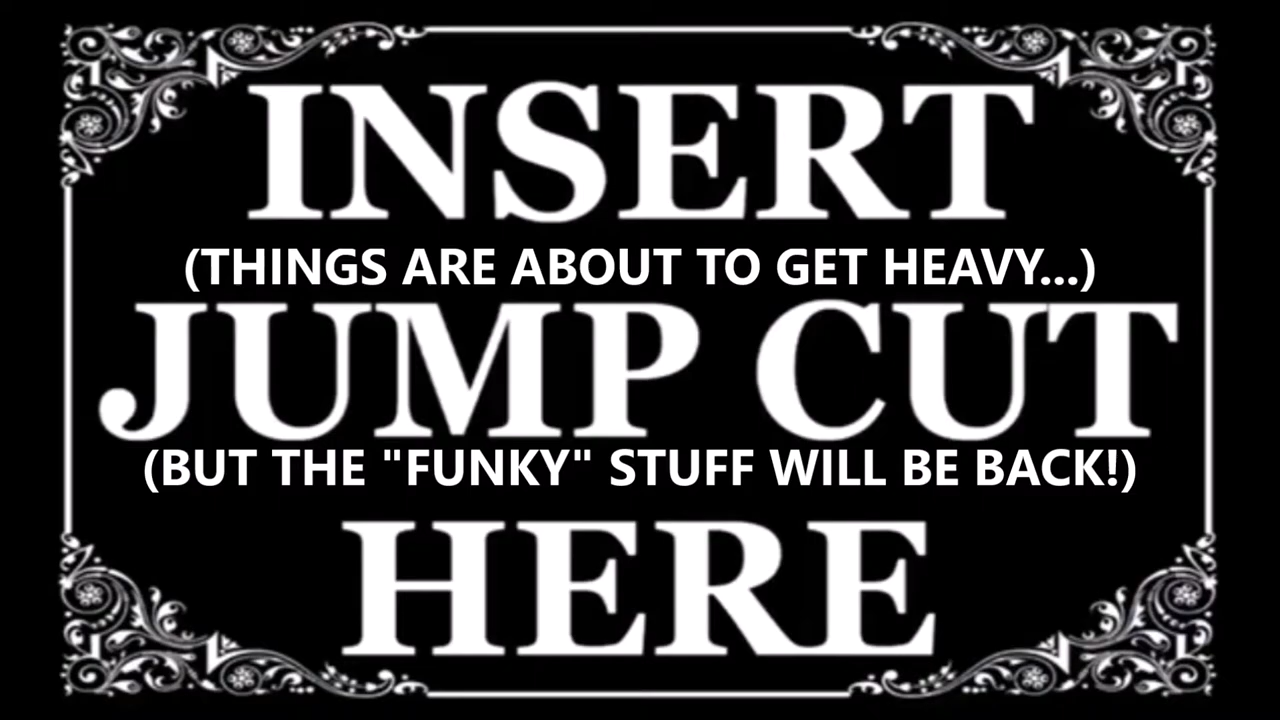 INSERT
(THINGS ARE ABOUT TO GET HEAVY...)
JUMP CUT
(BUT THE "FUNKY" STUFF WILL BE BACK!)
HERE